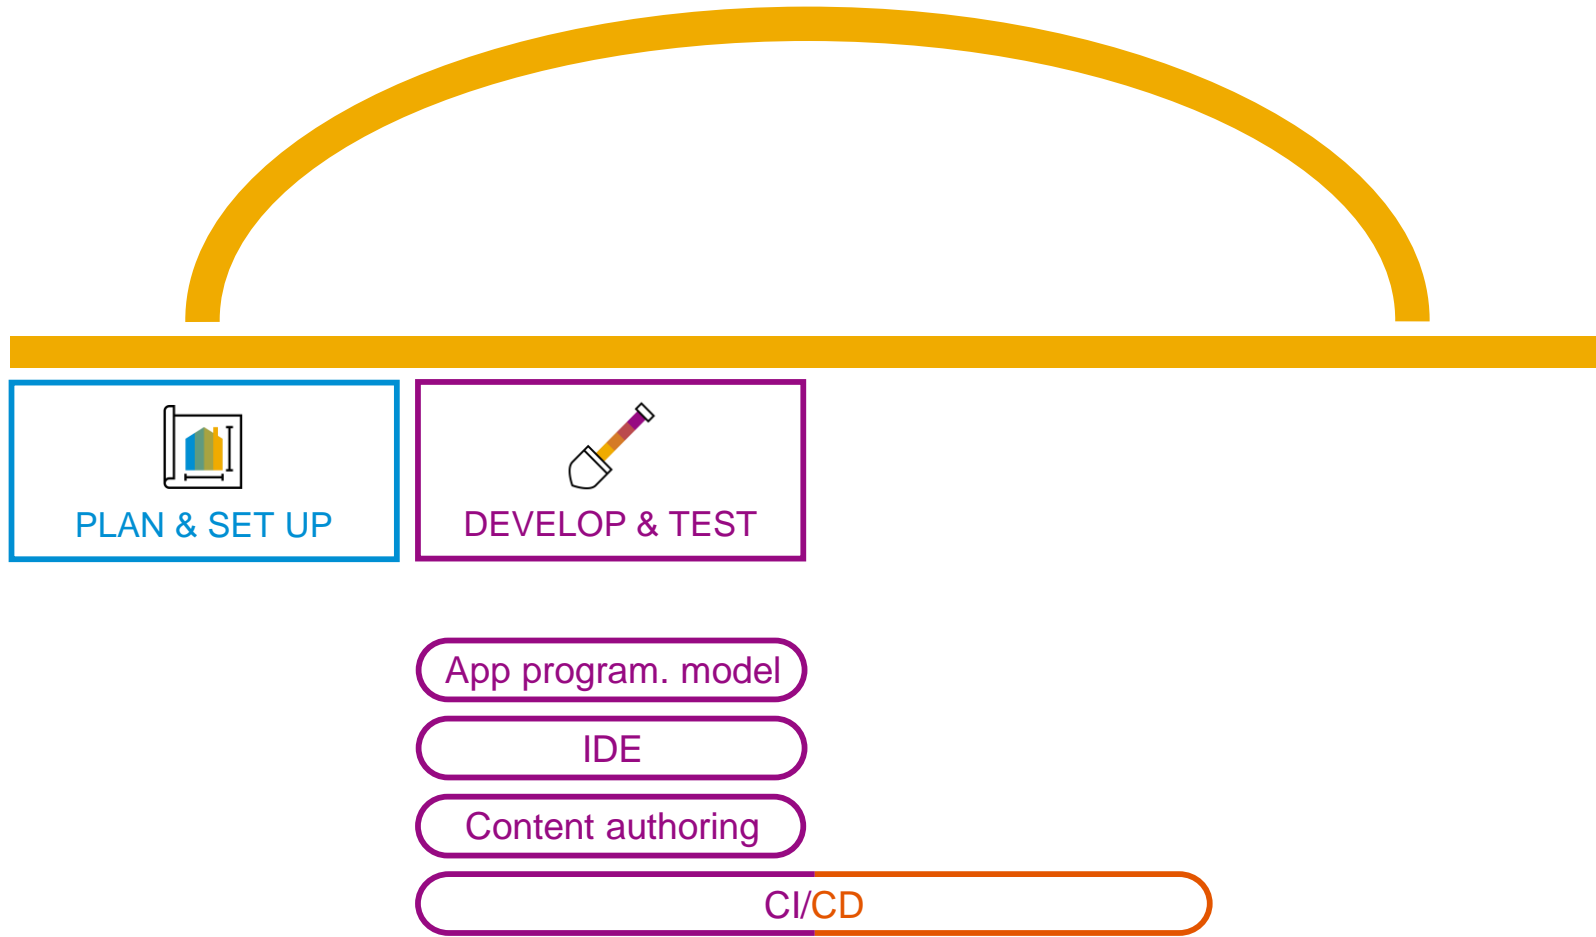 PLAN & SET UP
DEVELOP & TEST
App program. model
IDE
Content authoring
CI/CD